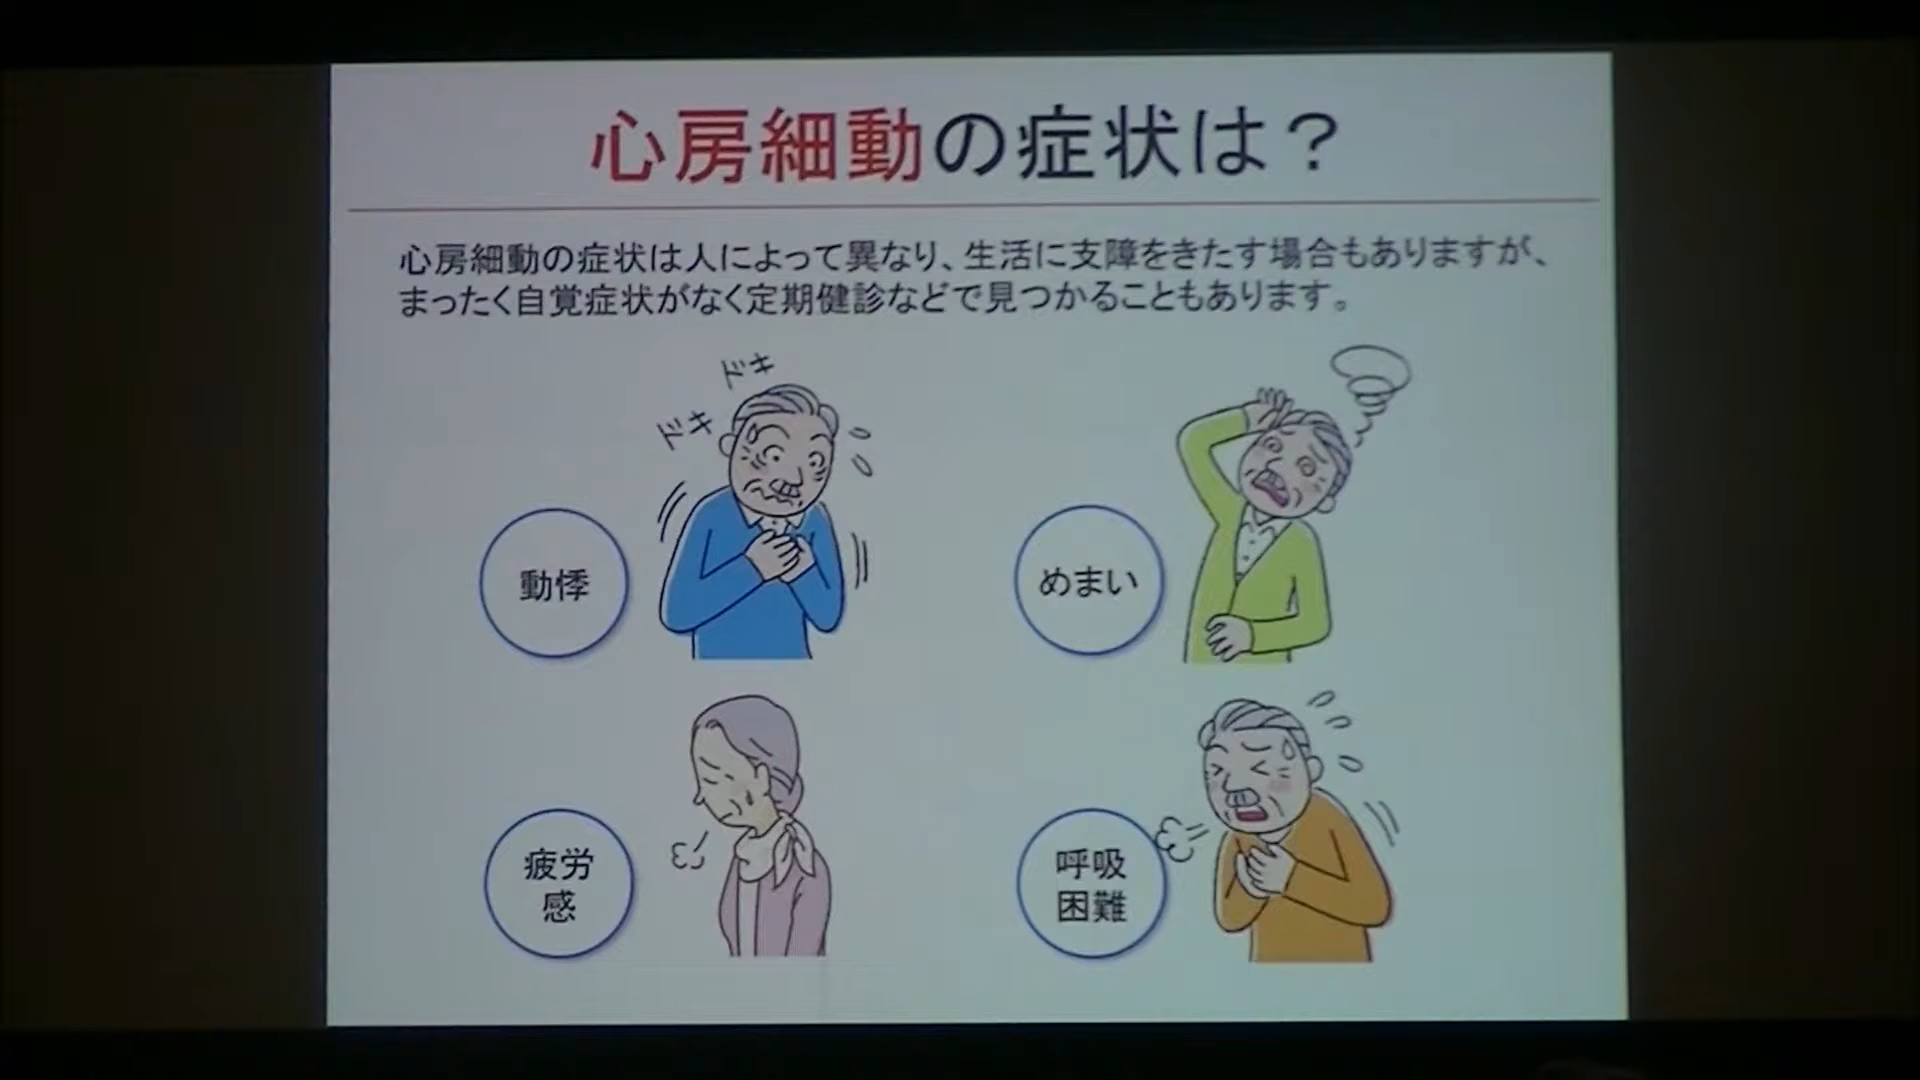 心房細動の症状は？
心房細動の症状は人によって異なり、生活に支障をきたす場合もありますが、
まったく自覚症状がなく定期健診などで見つかることもあります。
ドキ
ドキ
動悸
めまい
疲労
感
呼吸
困難